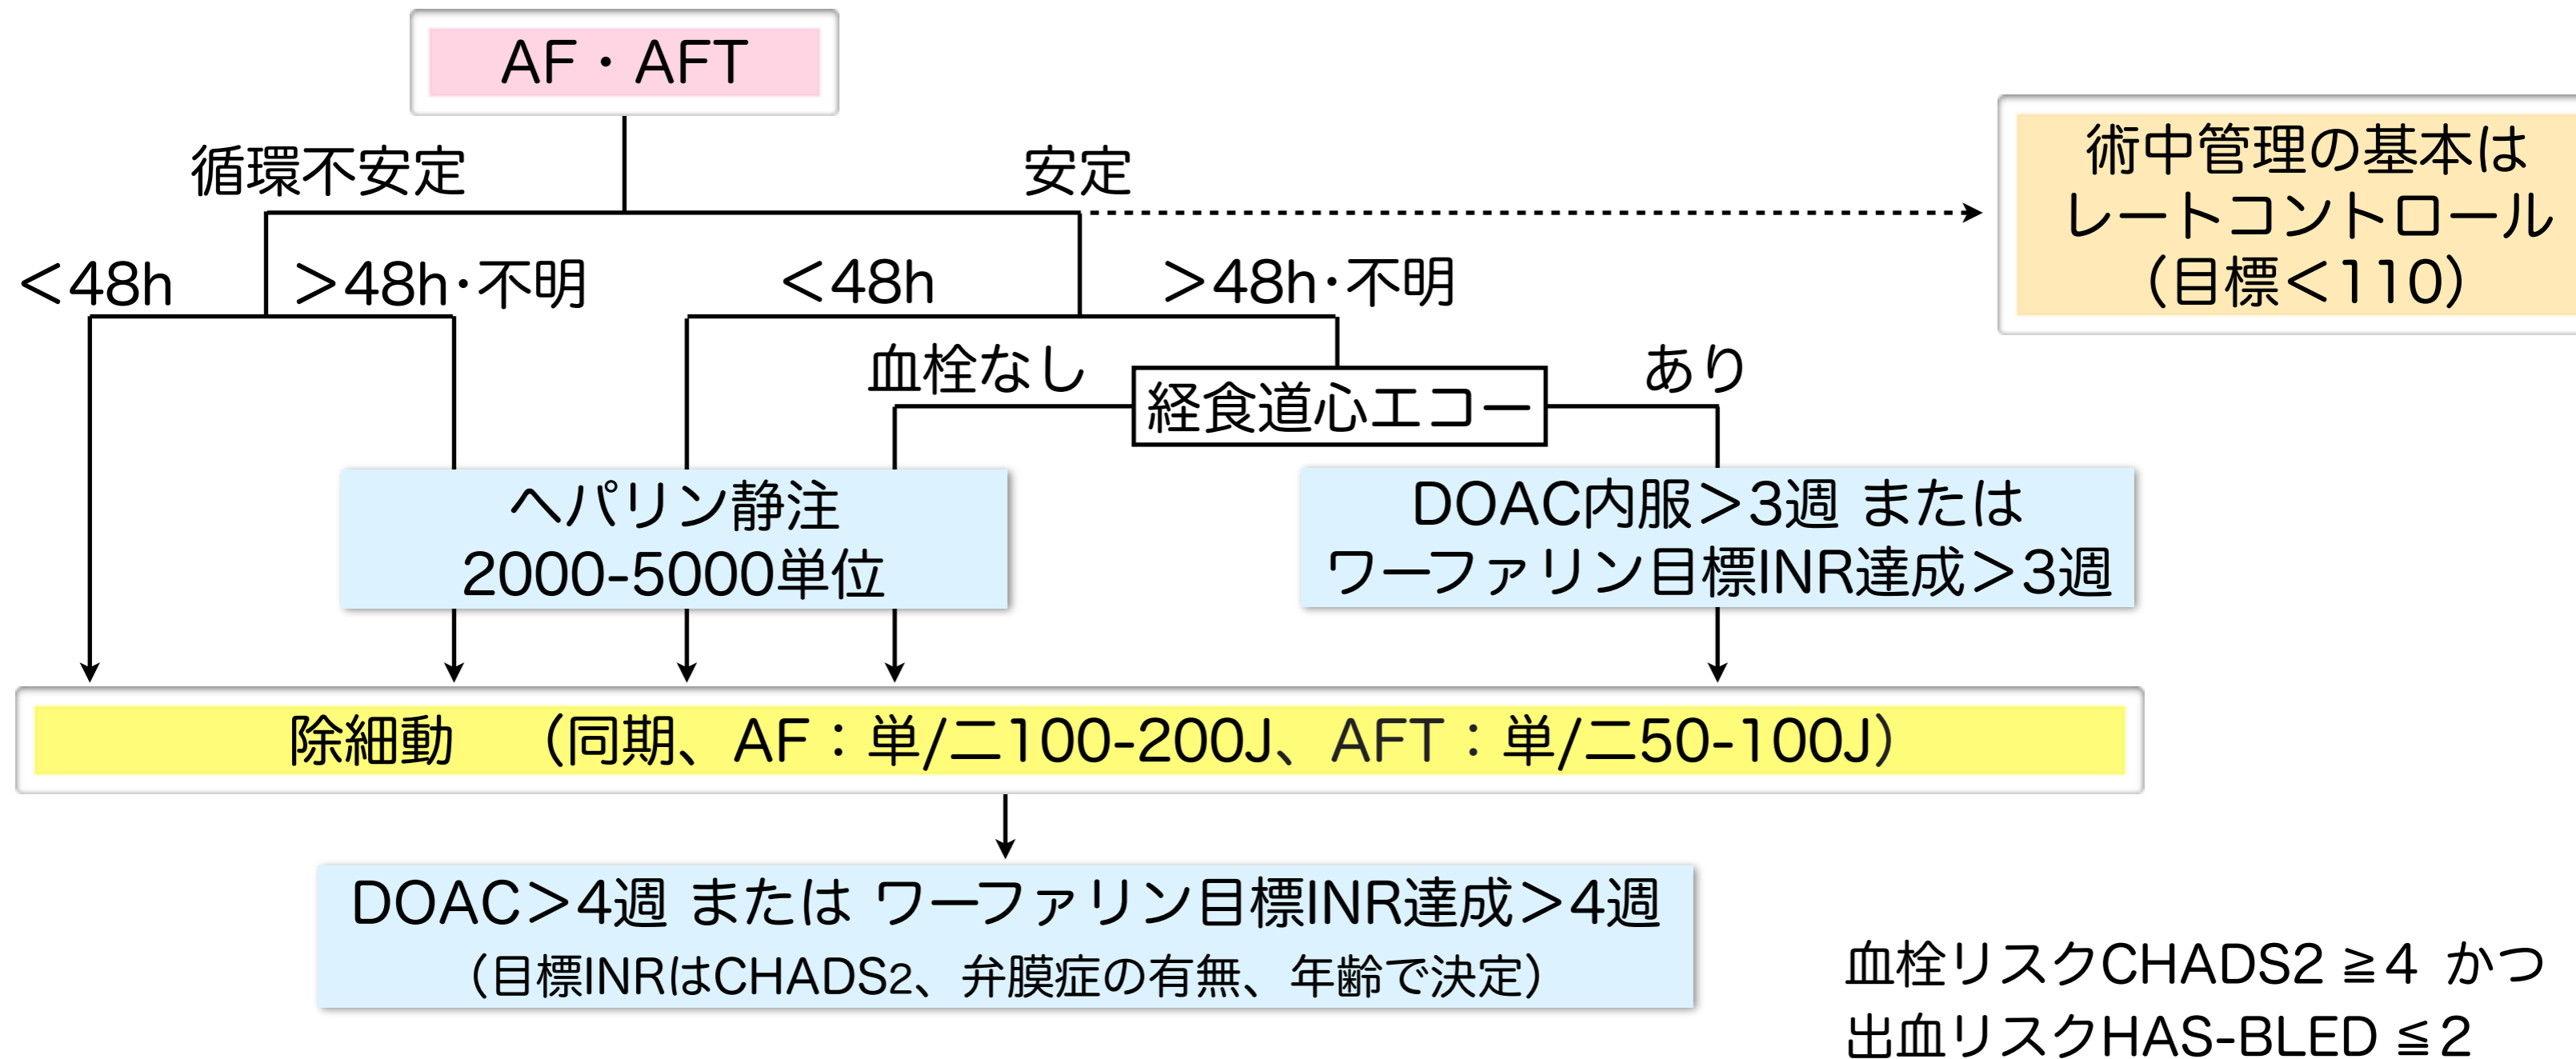 AF・AFT
循環不安定
安定
術中管理の基本は
レートコントロール
（目標＜110）
＜48h
＞48h･不明
＜48h
＞48h･不明
血栓なし
経食道心エコー
あり
ヘパリン静注
2000-5000単位
DOAC内服＞3週 または
ワーファリン目標INR達成＞3週
除細動　（同期、AF：単/二100-200J、AFT：単/二50-100J）
DOAC＞4週 または ワーファリン目標INR達成＞4週
（目標INRはCHADS2、弁膜症の有無、年齢で決定）
血栓リスクCHADS2 ≧4 かつ
出血リスクHAS-BLED ≦2